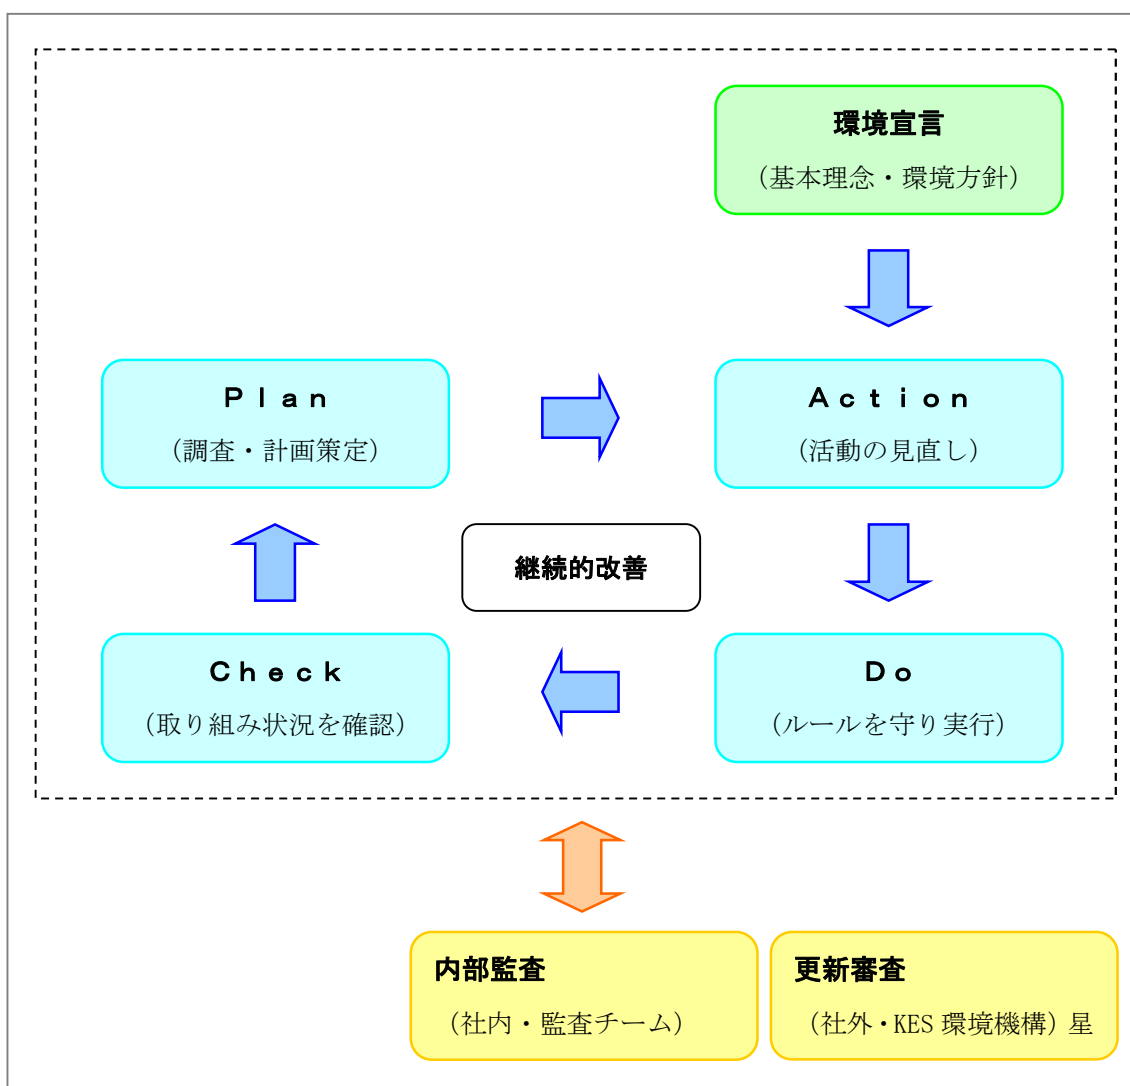 環境宣言
（基本理念・環境方針）
Ｐｌａｎ
（調査・計画策定）
Ａｃｔｉｏｎ
（活動の見直し）
継続的改善
Ｃｈｅｃｋ
（取り組み状況を確認）
Ｄｏ
（ルールを守り実行）
内部監査
（社内・監査チーム）
更新審査
（社外・KES 環境機構）星